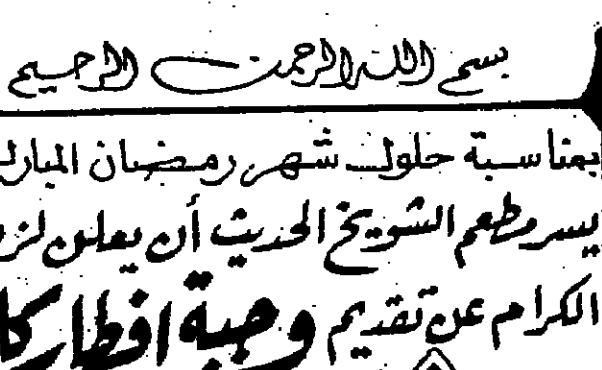 بسم الله الرحمن الرحيم
بمناسبة حلول شهر رمضان المبارك
يسر مطعم الشويخ الحديث أن يعلن
الكرام عن تقديم وجبة افطار